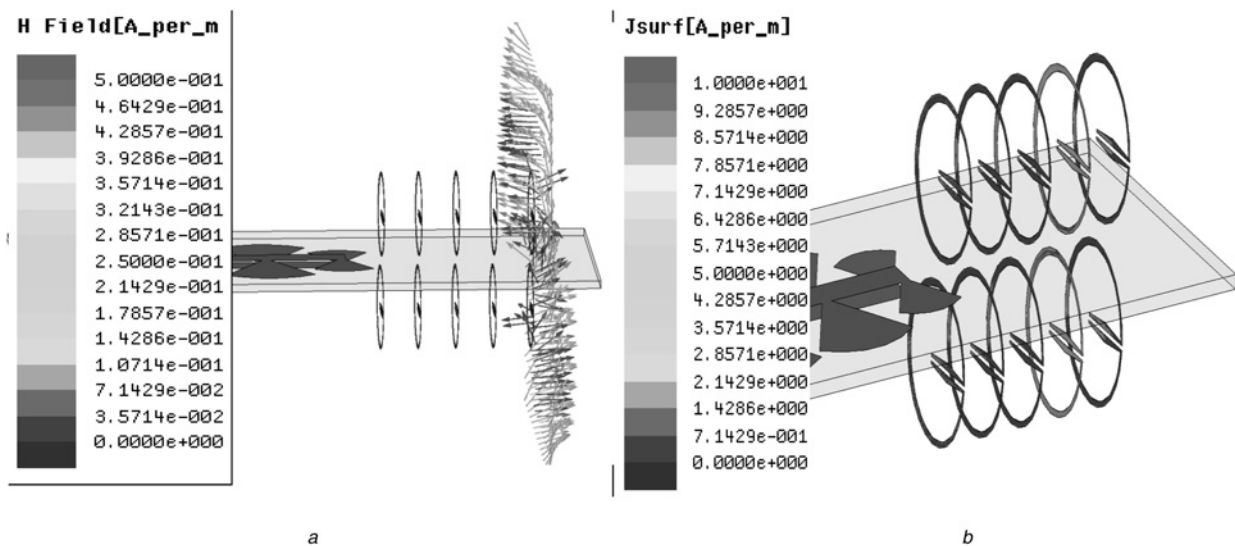 H Field[A_per_m
5.0000e-001
4.6429e-001
4.2857e-001
3.9286e-001
3.5714e-001
3.2143e-001
2.8571e-001
2.5000e-001
2.1429e-001
1.7857e-001
1.4286e-001
1.0714e-001
7.1429e-002
3.5714e-002
0.0000e+000
a
Jsurf[A_per_m]
1.0000e+001
9.2857e+000
8.5714e+000
7.8571e+000
7.1429e+000
6.4286e+000
5.7143e+000
5.0000e+000
4.2857e+000
3.5714e+000
2.8571e+000
2.1429e+000
1.4286e+000
7.1429e-001
0.0000e+000
b